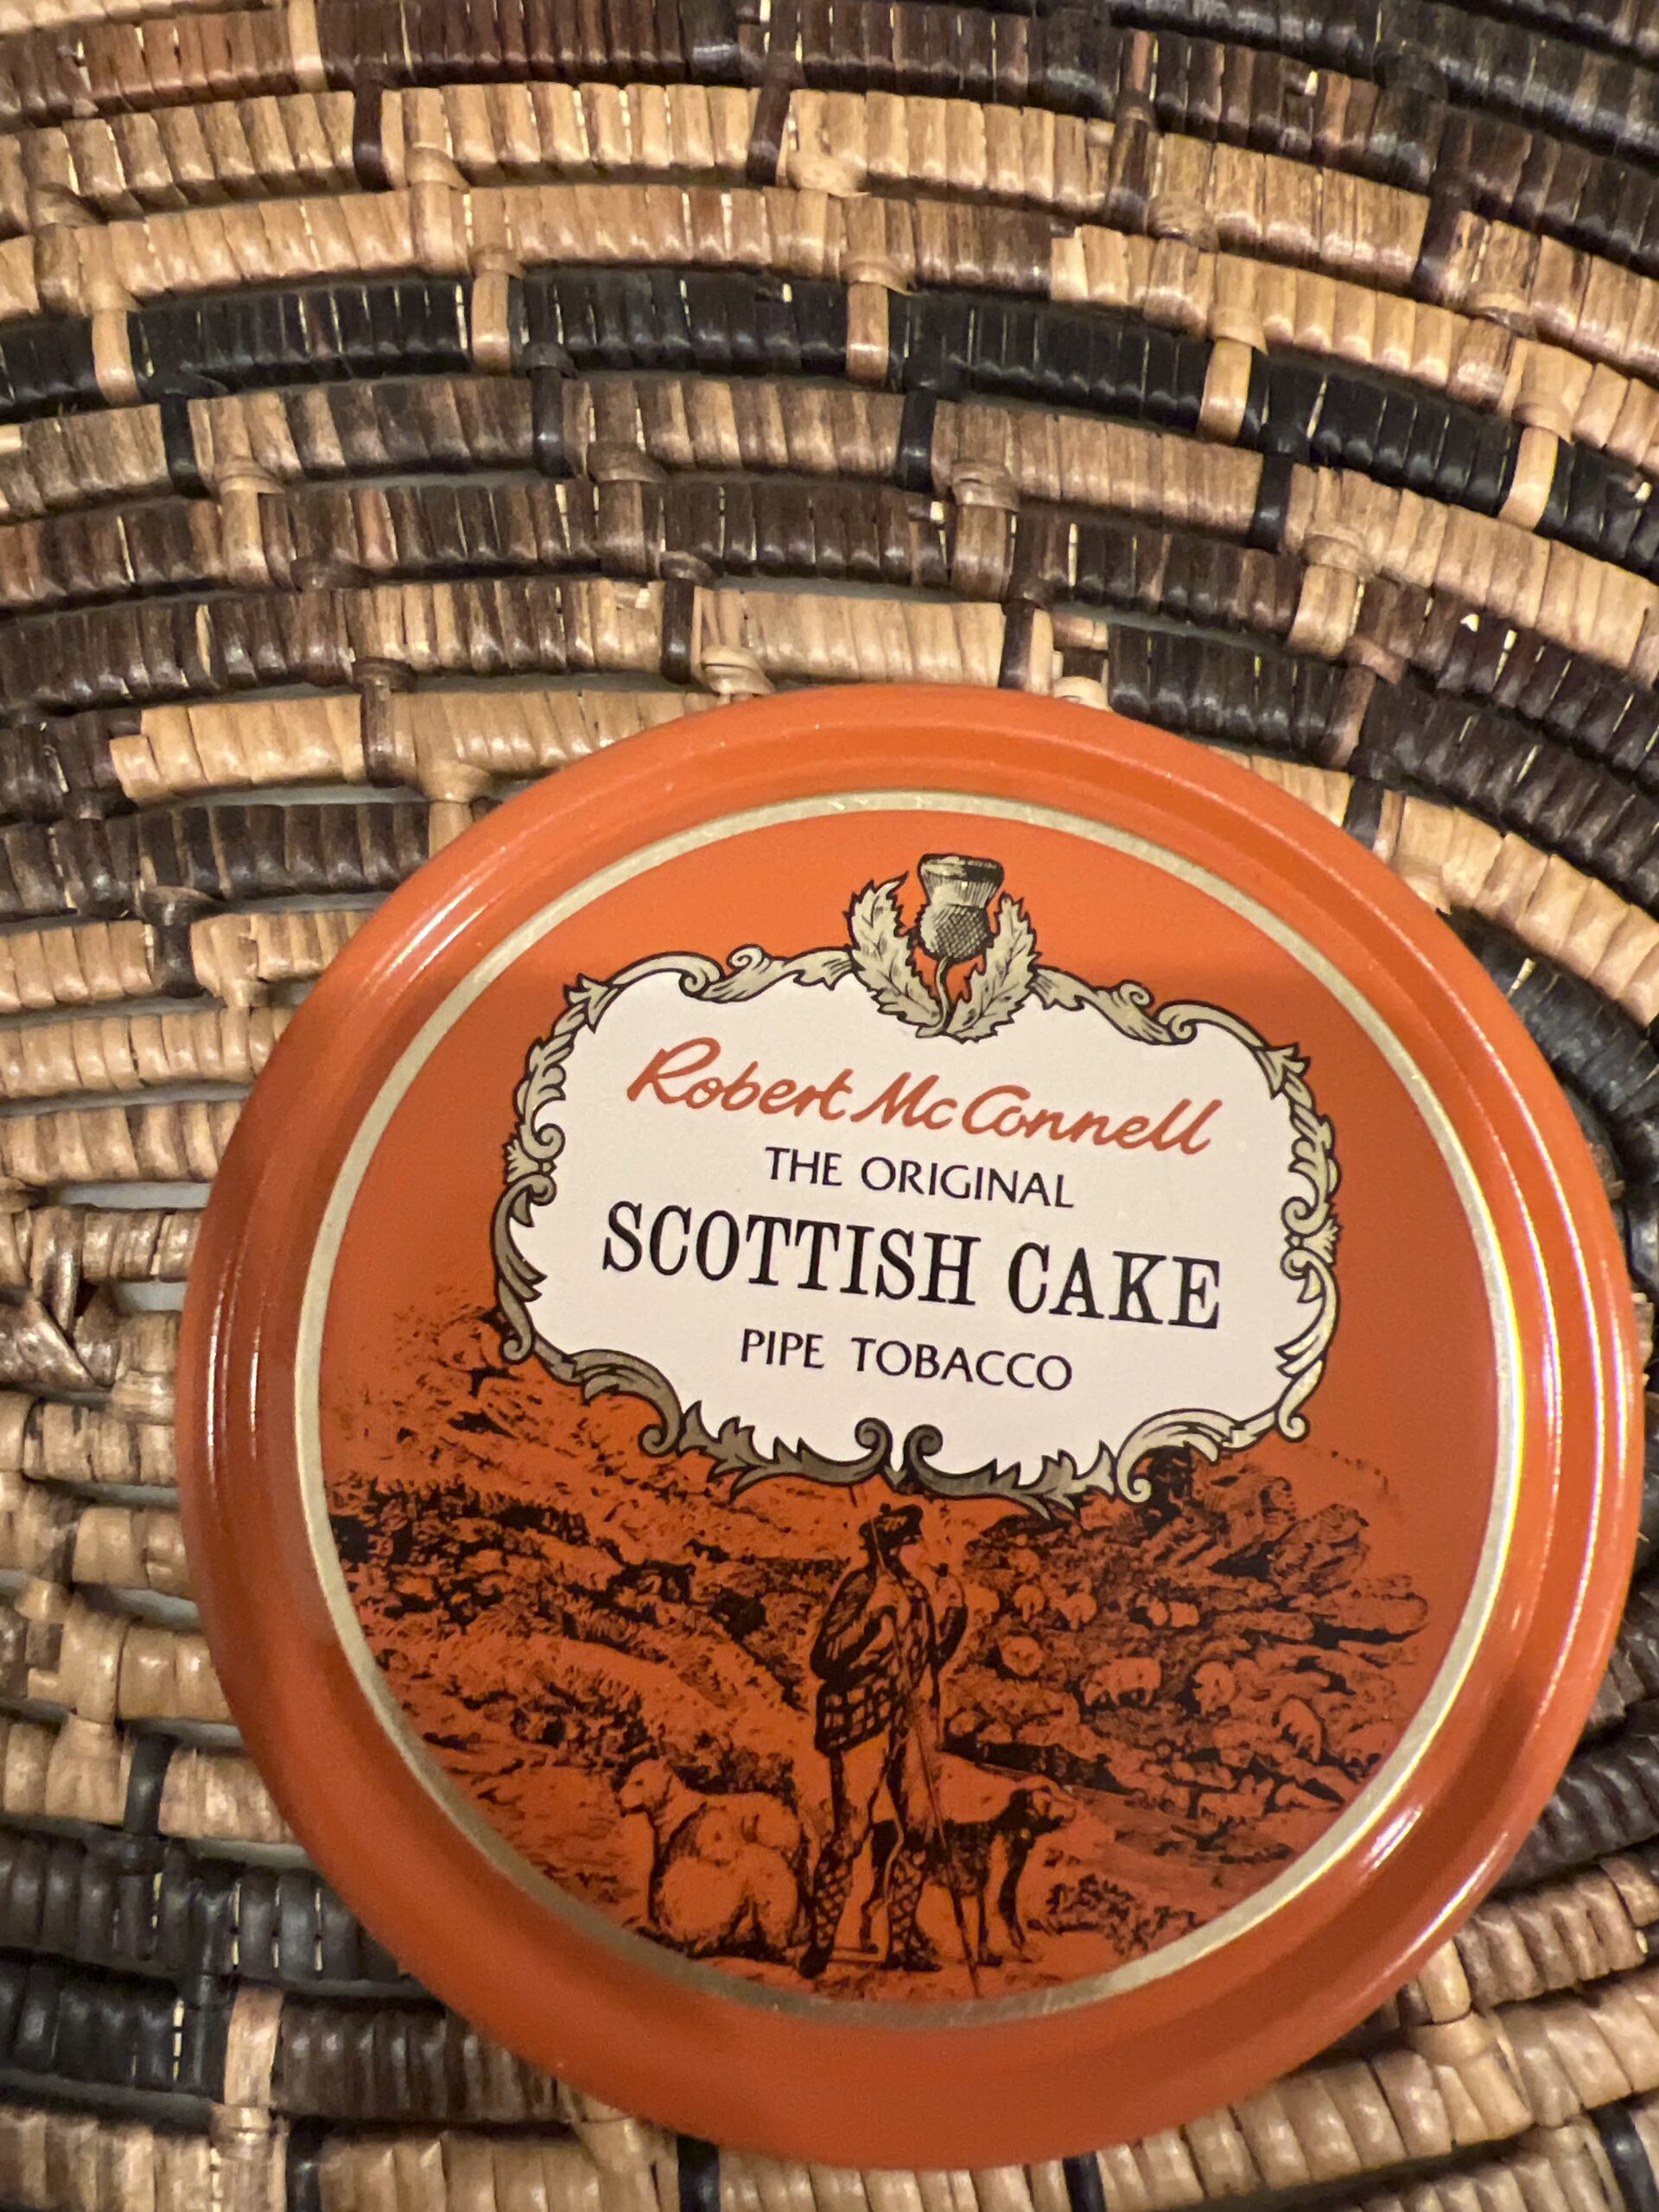 Robert McConnell
THE ORIGINAL
SCOTTISH CAKE
PIPE TOBACCO